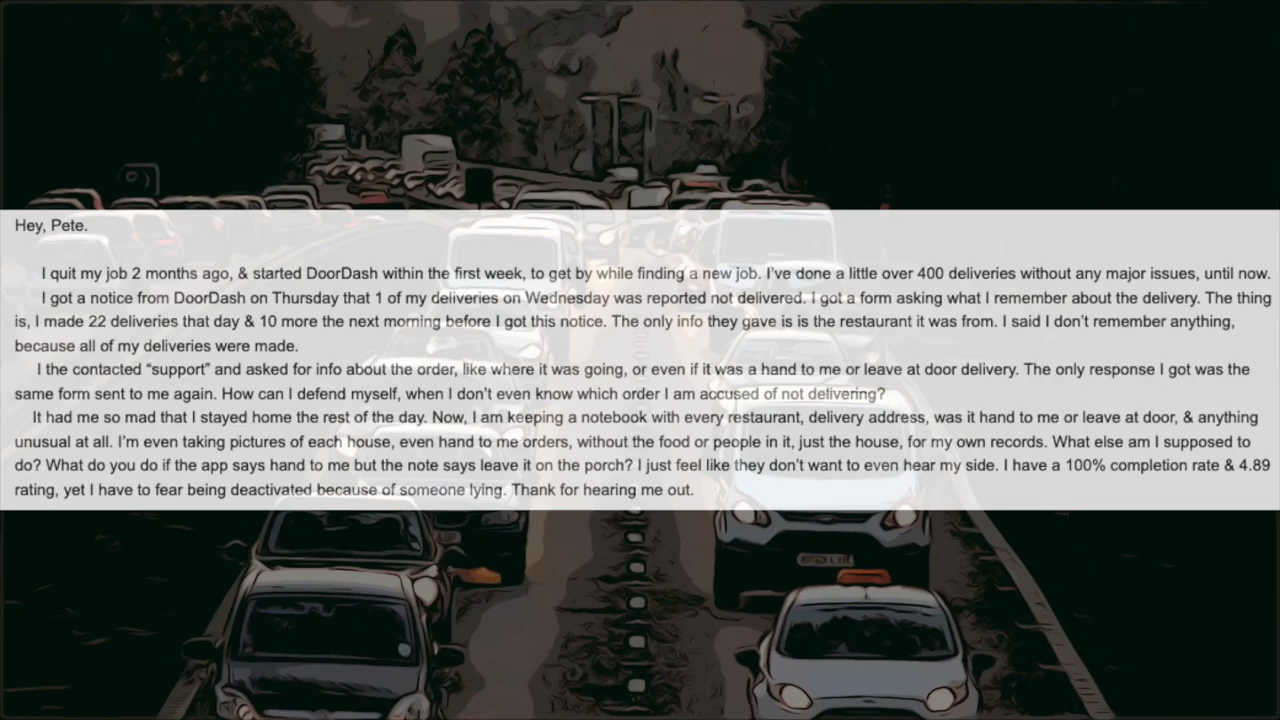 Hey, Pete.
I quit my job 2 months ago, & started DoorDash within the first week, to get by while finding a new job. I've done a little over 400 deliveries without any major issues, until now.
I got a notice from DoorDash on Thursday that 1 of my deliveries on Wednesday was reported not delivered. I got a form asking what I remember about the delivery. The thing
is, I made 22 deliveries that day & 10 more the next morning before I got this notice. The only info they gave is is the restaurant it was from. I said I don't remember anything,
because all of my deliveries were made.
I the contacted “support” and asked for info about the order, like where it was going, or even if it was a hand to me or leave at door delivery. The only response I got was the
same form sent to me again. How can I defend myself, when I don't even know which order I am accused of not delivering?
It had me so mad that I stayed home the rest of the day. Now, I am keeping a notebook with every restaurant, delivery address, was it hand to me or leave at door, & anything
unusual at all. I'm even taking pictures of each house, even hand to me orders, without the food or people in it, just the house, for my own records. What else am I supposed to
do? What do you do if the app says hand to me but the note says leave it on the porch? I just feel like they don't want to even hear my side. I have a 100% completion rate & 4.89
rating, yet I have to fear being deactivated because of someone lying. Thank for hearing me out.